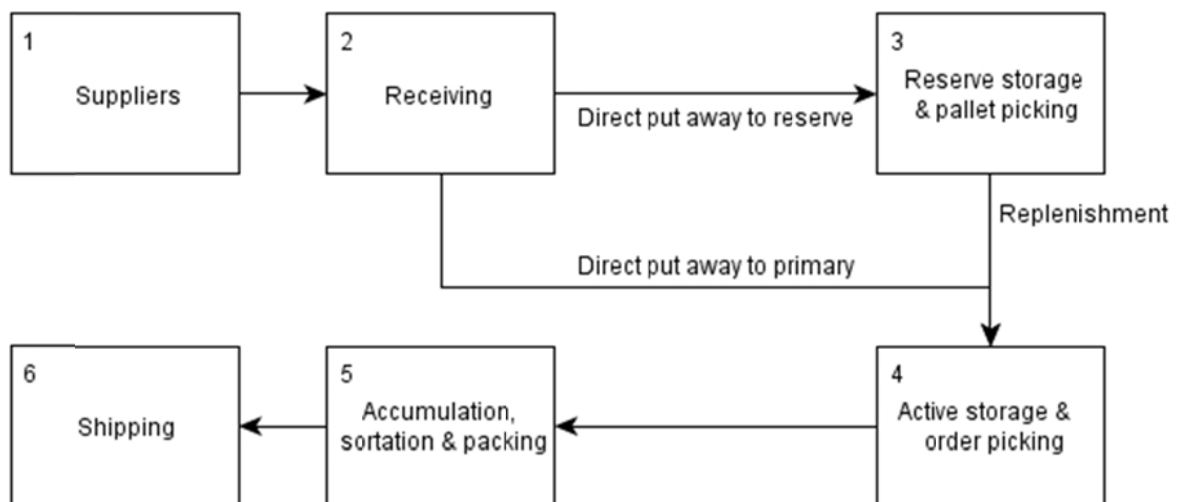 1
Suppliers
2
Receiving
Direct put away to reserve
3
Reserve storage
& pallet picking
Replenishment
Direct put away to primary
6
Shipping
5
Accumulation,
sortation & packing
4
Active storage &
order picking